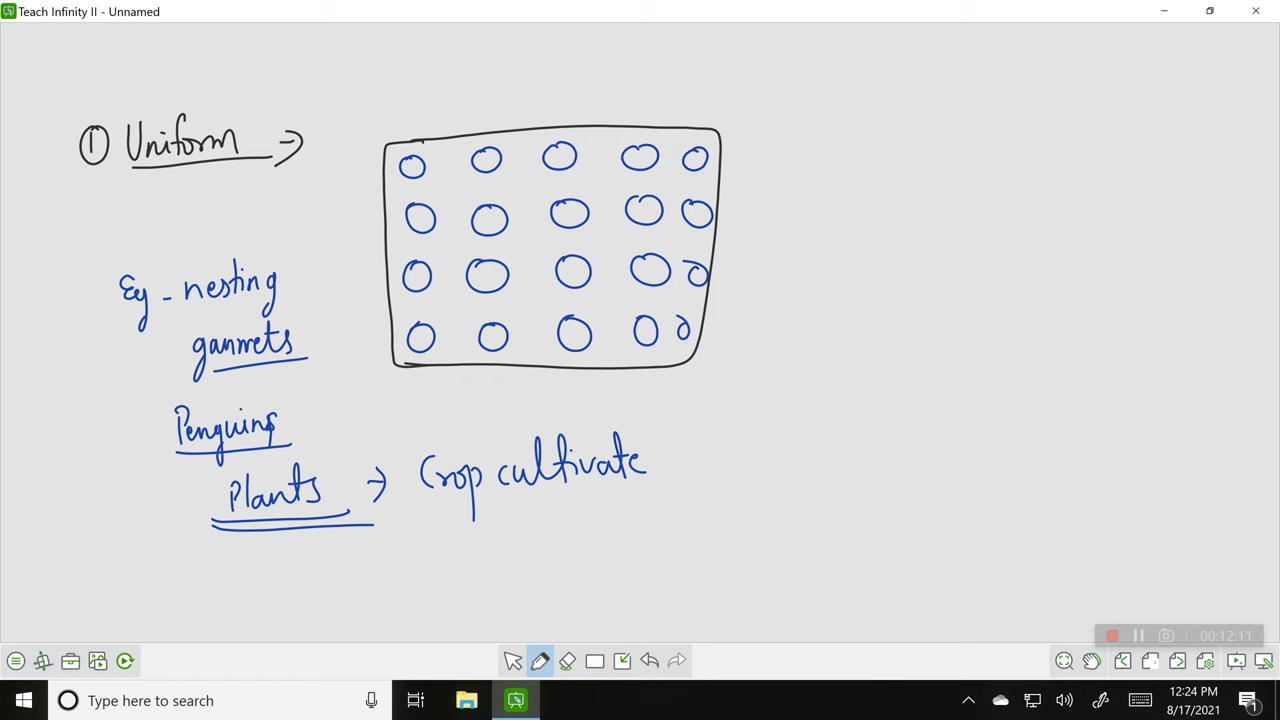 Teach Infinity II - Unnamed
① Uniform →
Eg - nesting
gannets
Penguins
Plants → Crop cultivate
00:12:11
Type here to search
12:24 PM
8/17/2021
1